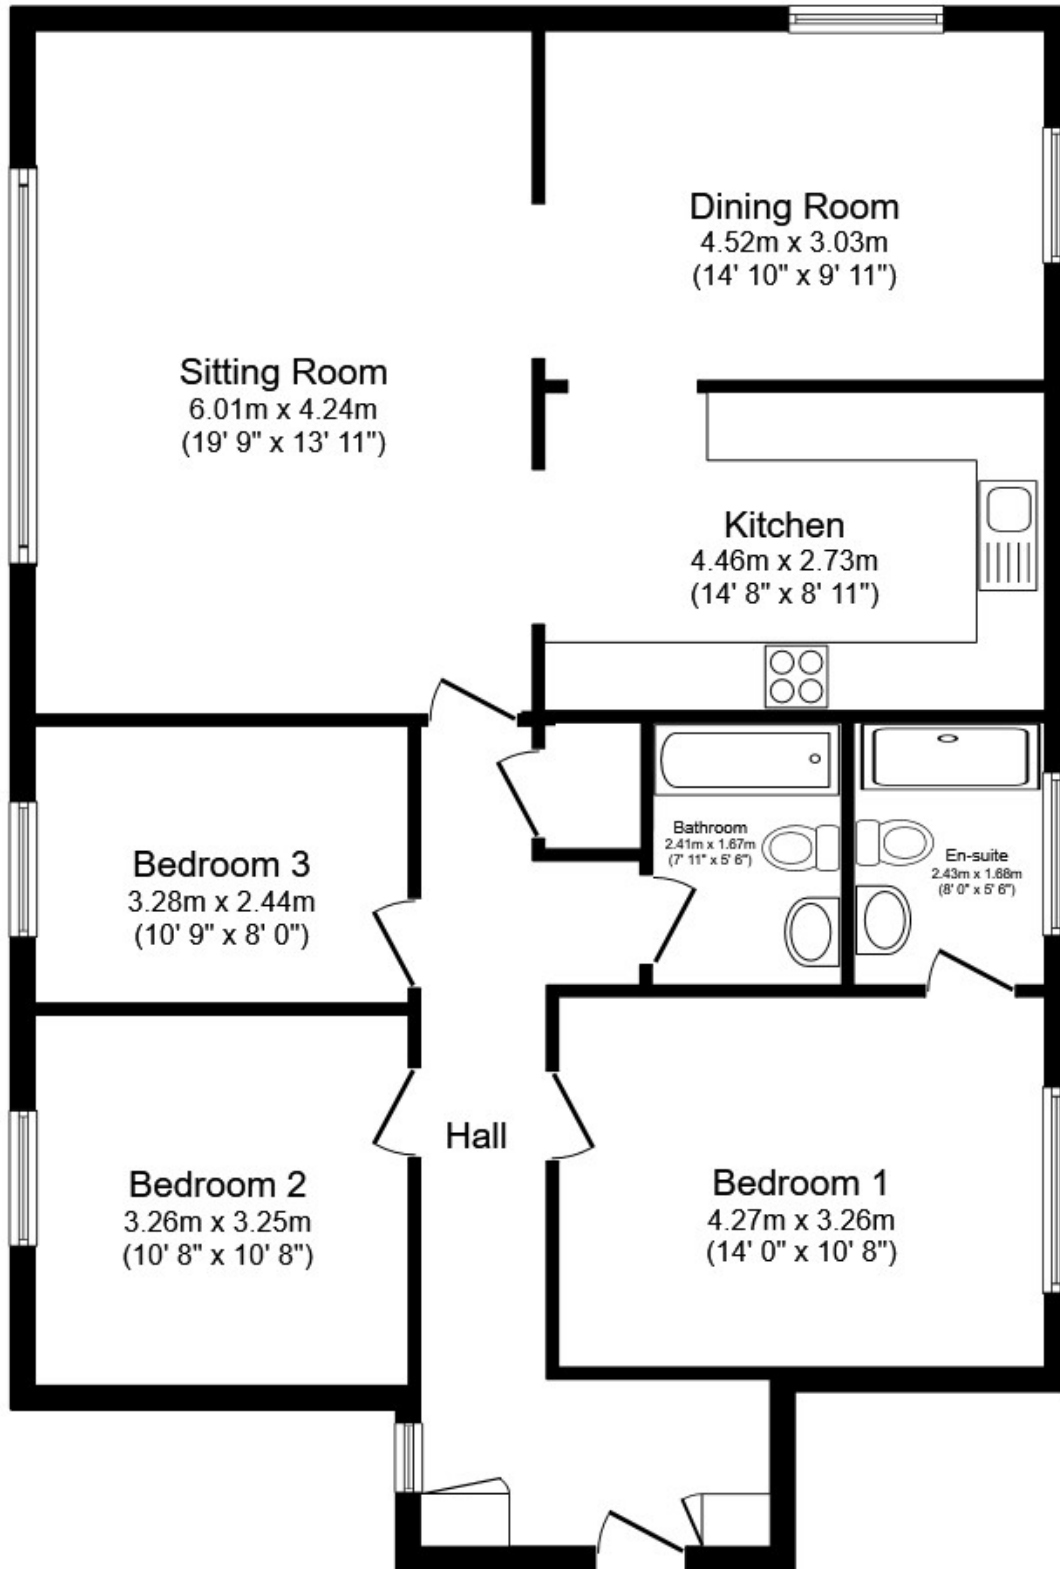 Dining Room
4.52m x 3.03m
(14' 10" x 9' 11")
Sitting Room
6.01m x 4.24m
(19' 9" x 13' 11")
Kitchen
4.46m x 2.73m
(14' 8" x 8' 11")
Bathroom
2.41m x 1.67m
(7' 11" x 5' 6")
En-suite
2.43m x 1.68m
(8' 0" x 5' 6")
Bedroom 3
3.28m x 2.44m
(10' 9" x 8' 0")
Hall
Bedroom 2
3.26m x 3.25m
(10' 8" x 10' 8")
Bedroom 1
4.27m x 3.26m
(14' 0" x 10' 8")